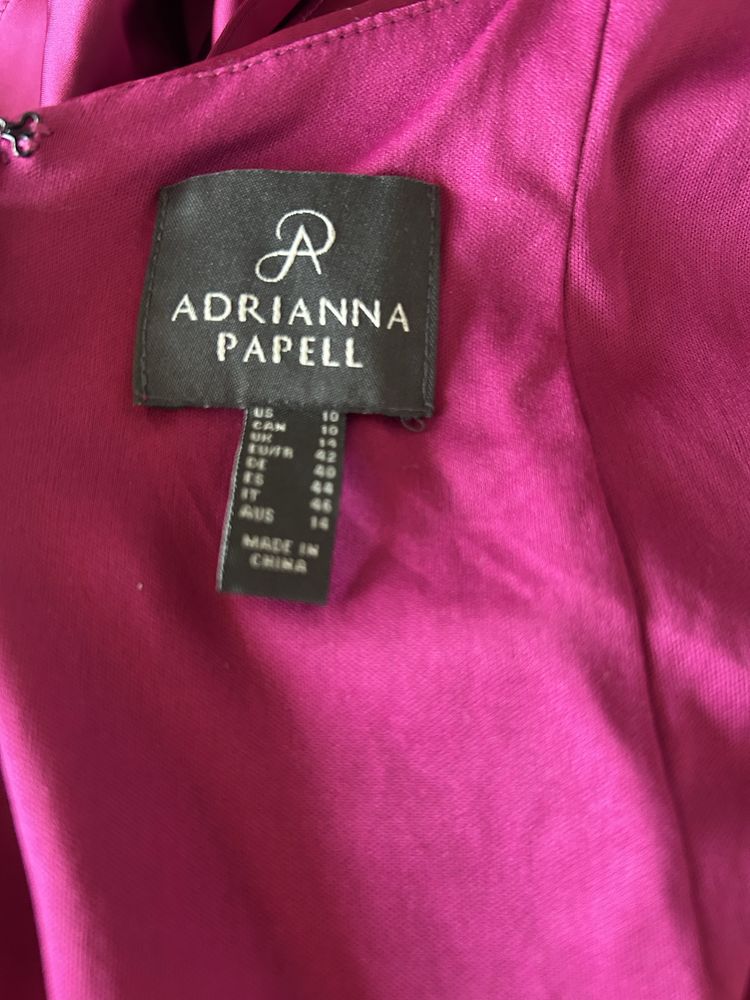 ADRIANNA
PAPELL
US 10
CAN 10
UK 14
EU/FR 42
DE 40
ES 44
IT 46
AUS 14
MADE IN
CHINA